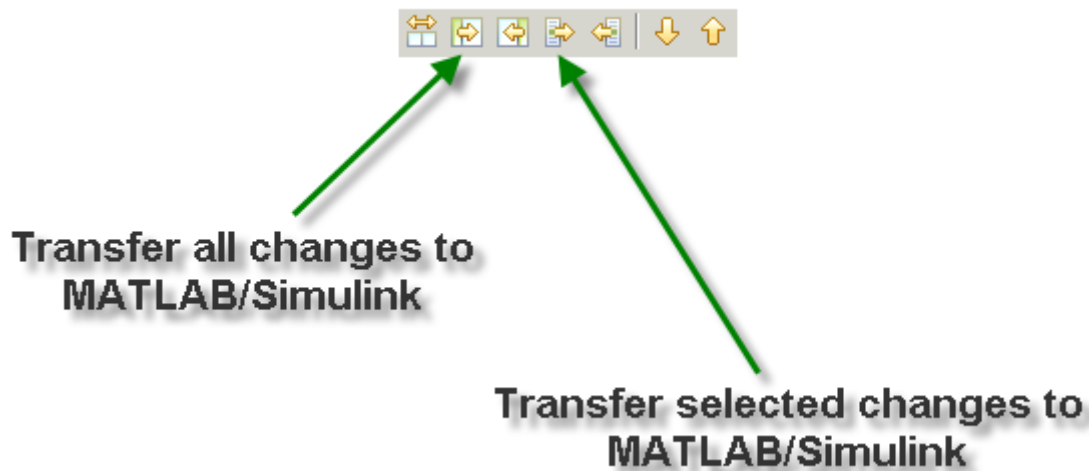 Transfer all changes to
MATLAB/Simulink
Transfer selected changes to
MATLAB/Simulink